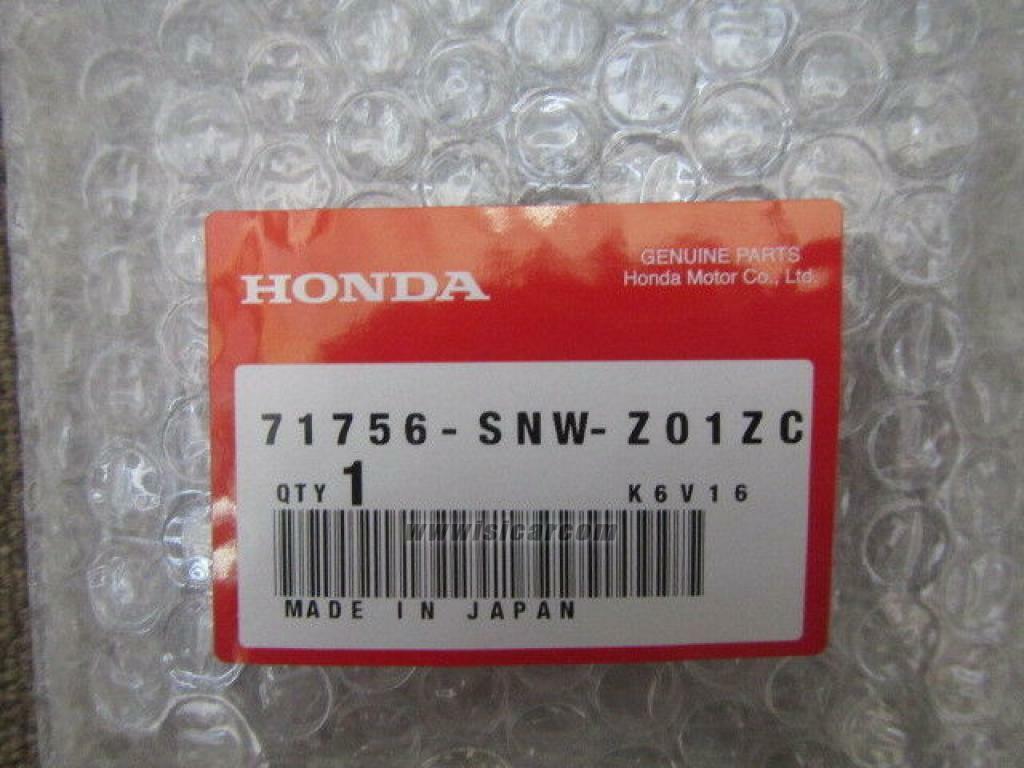 HONDA
GENUINE PARTS
Honda Motor Co., Ltd.
71756-SNW-Z01ZC
QTY 1 K6V16
www.isicar.com
MADE IN JAPAN